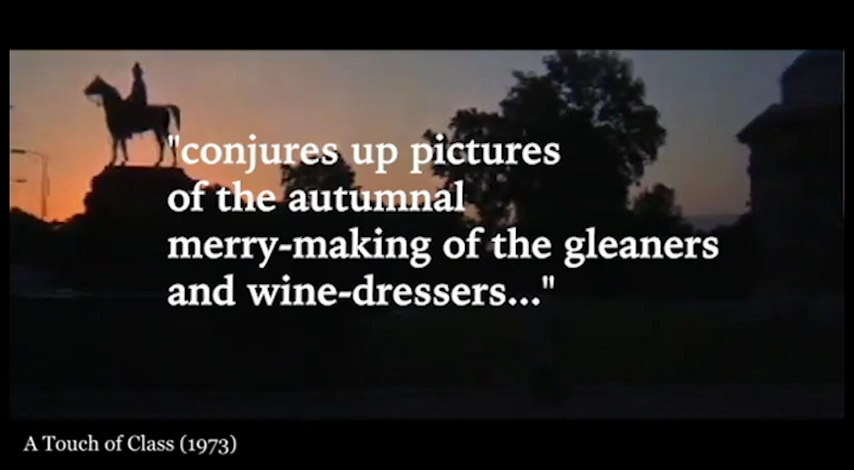 "conjures up pictures
of the autumnal
merry-making of the gleaners
and wine-dressers..."
A Touch of Class (1973)